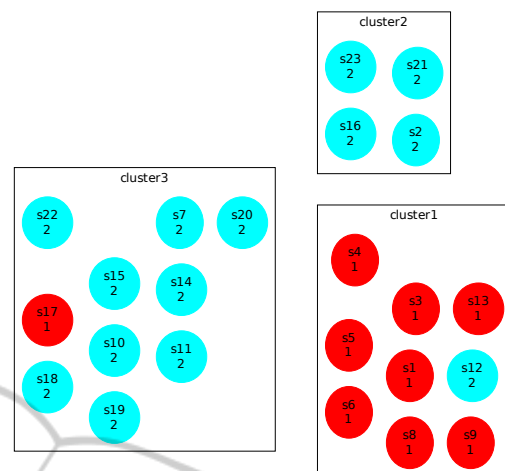 cluster2
s23
2
s21
2
s16
2
s2
2
cluster3
s22
2
s7
2
s20
2
s15
2
s14
2
s17
1
s10
2
s11
2
s18
2
s19
2
cluster1
s4
1
s3
1
s13
1
s5
1
s1
1
s12
2
s6
1
s8
1
s9
1